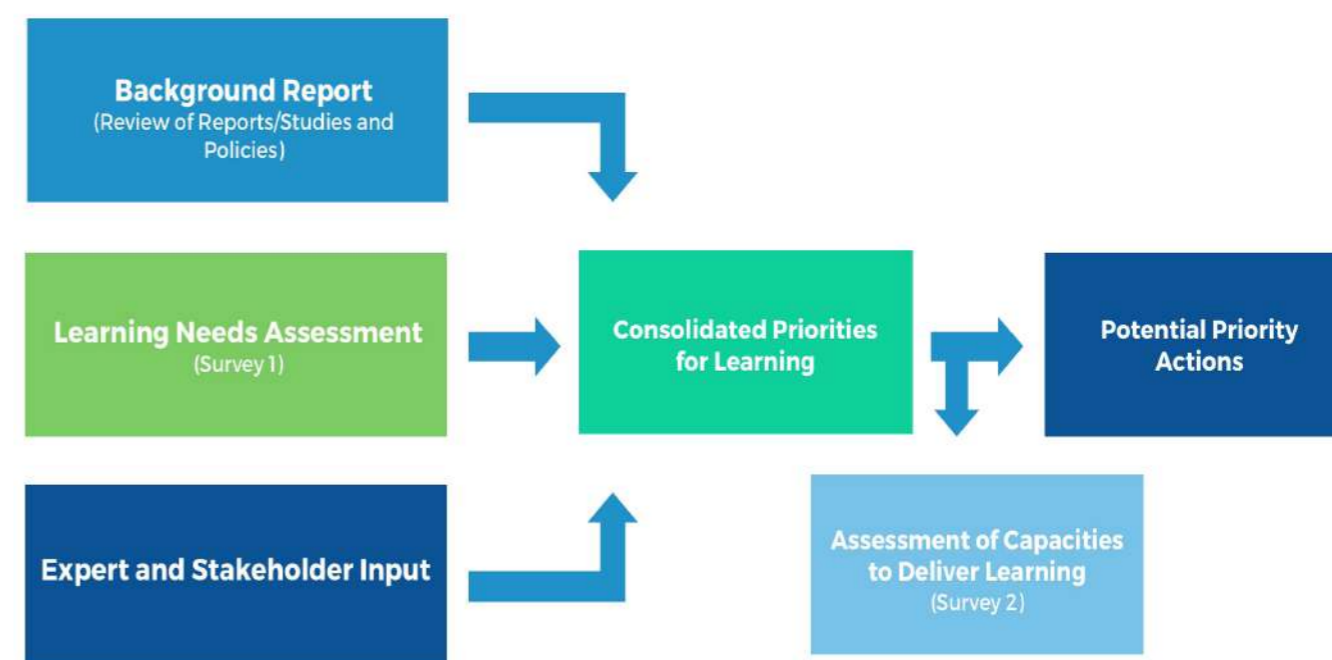 Background Report
(Review of Reports/Studies and
Policies)
Learning Needs Assessment
(Survey 1)
Consolidated Priorities
for Learning
Potential Priority
Actions
Expert and Stakeholder Input
Assessment of Capacities
to Deliver Learning
(Survey 2)